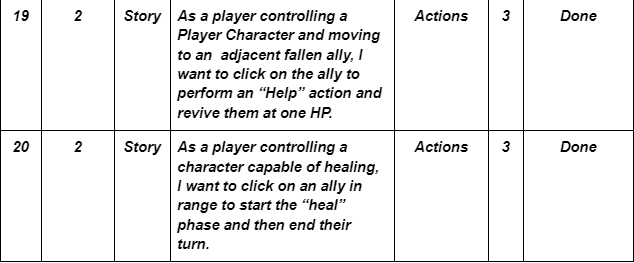 19 2 Story As a player controlling a Actions 3 Done
Player Character and moving
to an adjacent fallen ally, I
want to click on the ally to
perform an “Help” action and
revive them at one HP.
20 2 Story As a player controlling a Actions 3 Done
character capable of healing,
I want to click on an ally in
range to start the “heal”
phase and then end their
turn.